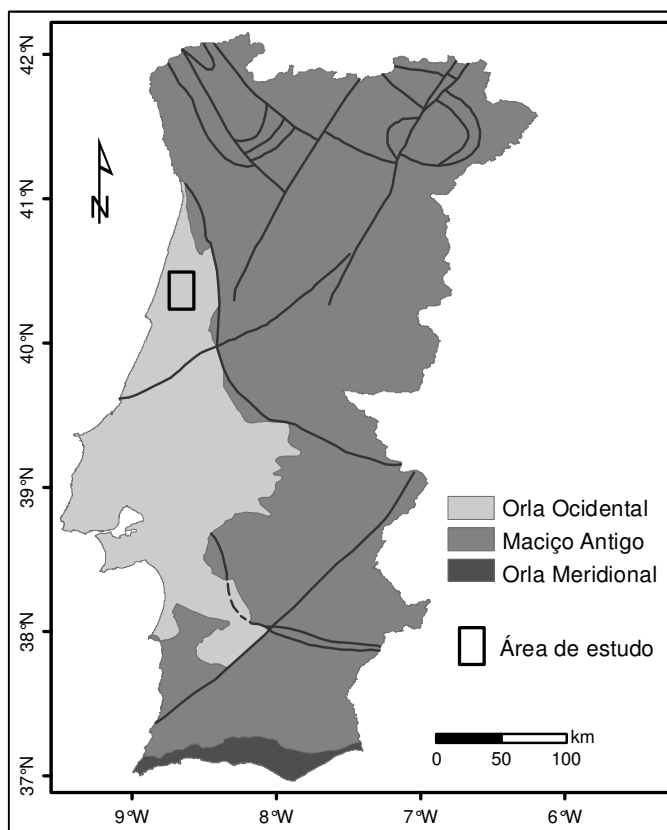 42°N
41°N
40°N
39°N
38°N
37°N
N
Orla Ocidental
Maciço Antigo
Orla Meridional
Área de estudo
km
0 50 100
9°W 8°W 7°W 6°W